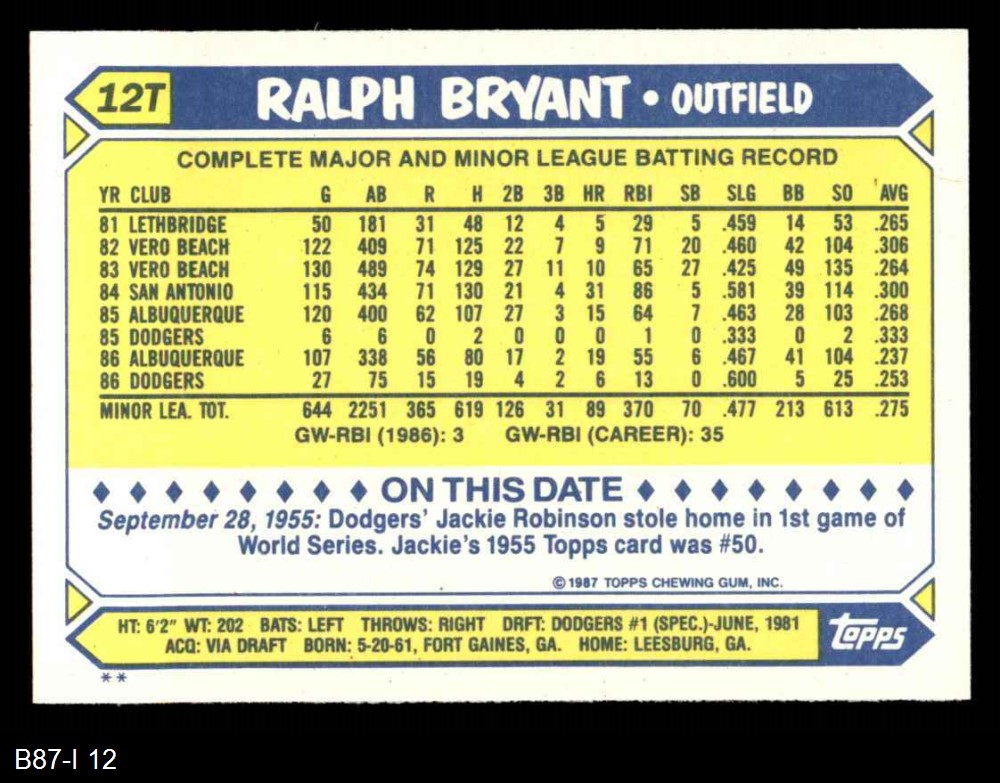 12T RALPH BRYANT • OUTFIELD
COMPLETE MAJOR AND MINOR LEAGUE BATTING RECORD
YR CLUB G AB R H 2B 3B HR RBI SB SLG BB SO AVG
81 LETHBRIDGE 50 181 31 48 12 4 5 29 5 .459 14 53 .265
82 VERO BEACH 122 409 71 125 22 7 9 71 20 .460 42 104 .306
83 VERO BEACH 130 489 74 129 27 11 10 65 27 .425 49 135 .264
84 SAN ANTONIO 115 434 71 130 21 4 31 86 5 .581 39 114 .300
85 ALBUQUERQUE 120 400 62 107 27 3 15 64 7 .463 28 103 .268
85 DODGERS 6 6 0 2 0 0 0 1 0 .333 0 2 .333
86 ALBUQUERQUE 107 338 56 80 17 2 19 55 6 .467 41 104 .237
86 DODGERS 27 75 15 19 4 2 6 13 0 .600 5 25 .253
MINOR LEA. TOT. 644 2251 365 619 126 31 89 370 70 .477 213 613 .275
GW-RBI (1986): 3 GW-RBI (CAREER): 35
♦ ♦ ♦ ♦ ♦ ♦ ♦ ♦ ON THIS DATE ♦ ♦ ♦ ♦ ♦ ♦ ♦ ♦
September 28, 1955: Dodgers' Jackie Robinson stole home in 1st game of
World Series. Jackie's 1955 Topps card was #50.
© 1987 TOPPS CHEWING GUM, INC.
HT: 6'2" WT: 202 BATS: LEFT THROWS: RIGHT DRFT: DODGERS #1 (SPEC.)-JUNE, 1981
ACQ: VIA DRAFT BORN: 5-20-61, FORT GAINES, GA. HOME: LEESBURG, GA.
topps
**
B87-I 12